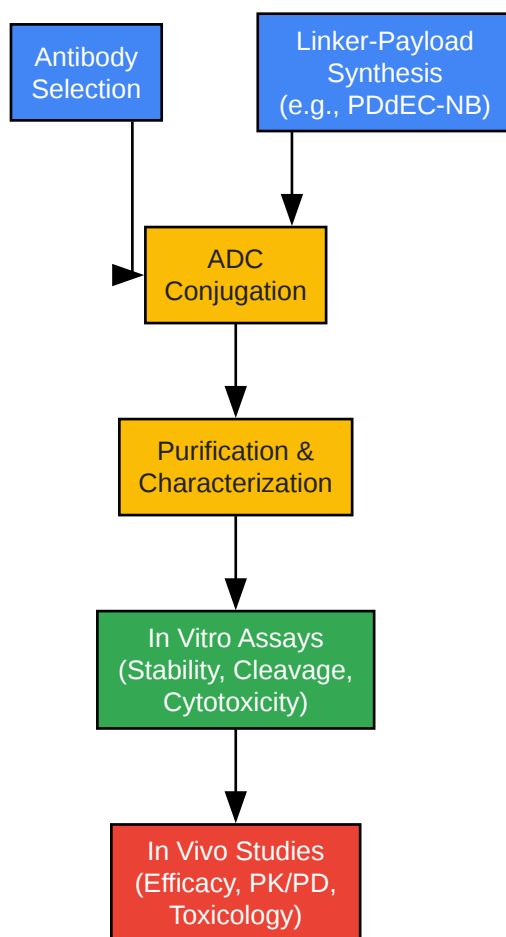 Antibody
Selection
Linker-Payload
Synthesis
(e.g., PDdEC-NB)
ADC
Conjugation
Purification &
Characterization
In Vitro Assays
(Stability, Cleavage,
Cytotoxicity)
In Vivo Studies
(Efficacy, PK/PD,
Toxicology)